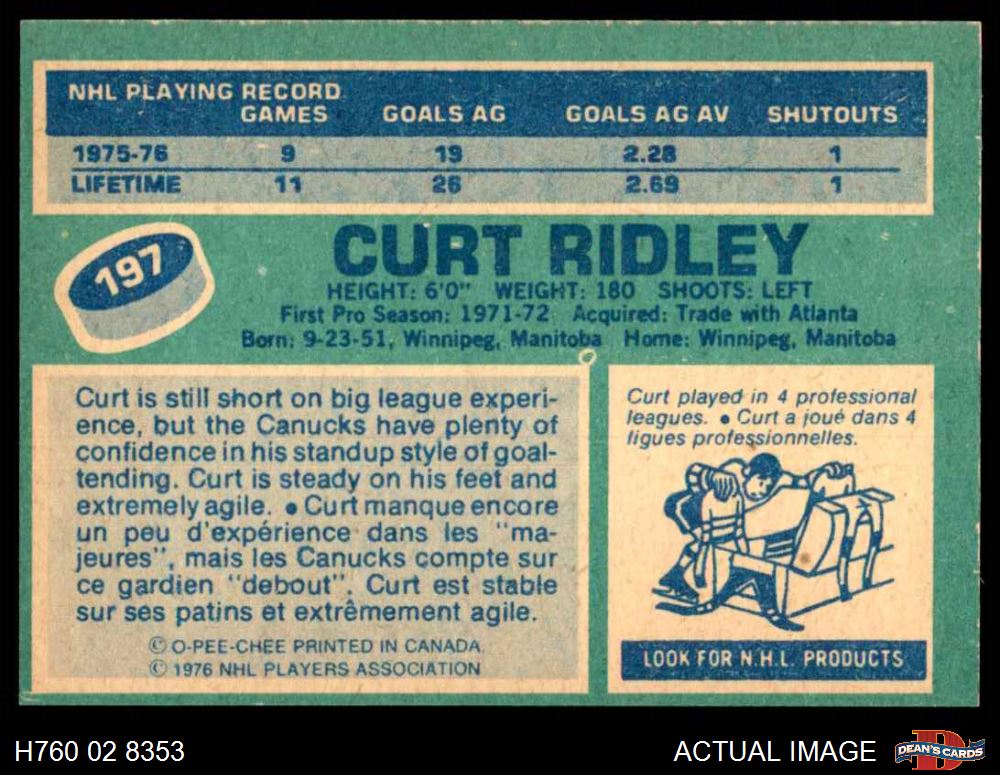 NHL PLAYING RECORD
GAMES GOALS AG GOALS AG AV SHUTOUTS
1975-76 9 19 2.28 1
LIFETIME 11 26 2.69 1
197
CURT RIDLEY
HEIGHT: 6'0" WEIGHT: 180 SHOOTS: LEFT
First Pro Season: 1971-72 Acquired: Trade with Atlanta
Born: 9-23-51, Winnipeg, Manitoba Home: Winnipeg, Manitoba
Curt is still short on big league experi-
ence, but the Canucks have plenty of
confidence in his standup style of goal-
tending. Curt is steady on his feet and
extremely agile. ● Curt manque encore
un peu d'expérience dans les "ma-
jeures", mais les Canucks compte sur
ce gardien "debout". Curt est stable
sur ses patins et extrêmement agile.
© O-PEE-CHEE PRINTED IN CANADA
© 1976 NHL PLAYERS ASSOCIATION
Curt played in 4 professional
leagues. ● Curt a joué dans 4
ligues professionnelles.
LOOK FOR N.H.L. PRODUCTS
H760 02 8353
ACTUAL IMAGE
D
DEAN'S CARDS